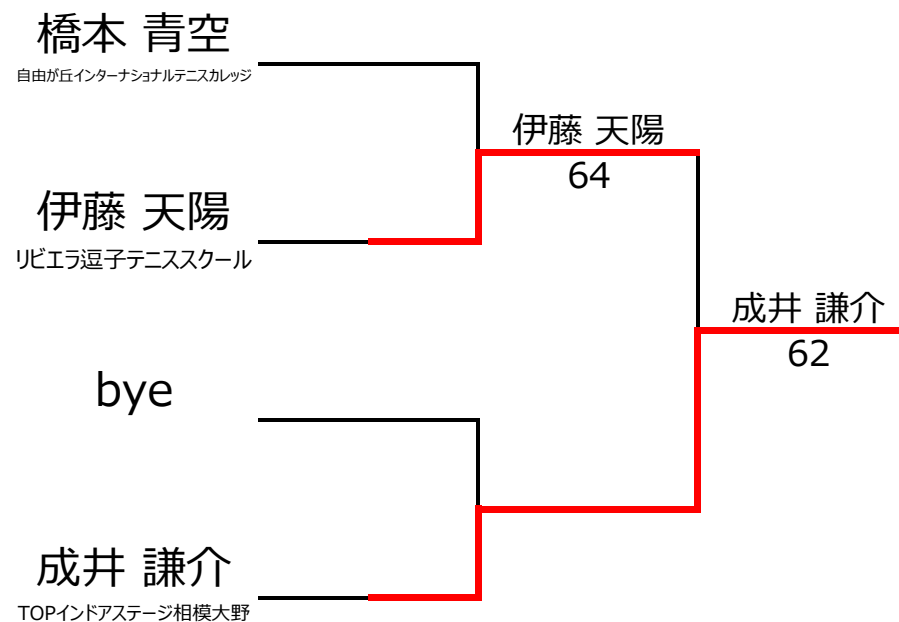 橋本 青空
自由が丘インターナショナルテニスカレッジ
伊藤 天陽
64
伊藤 天陽
リビエラ逗子テニススクール
成井 謙介
62
bye
成井 謙介
TOPインドアステージ相模大野